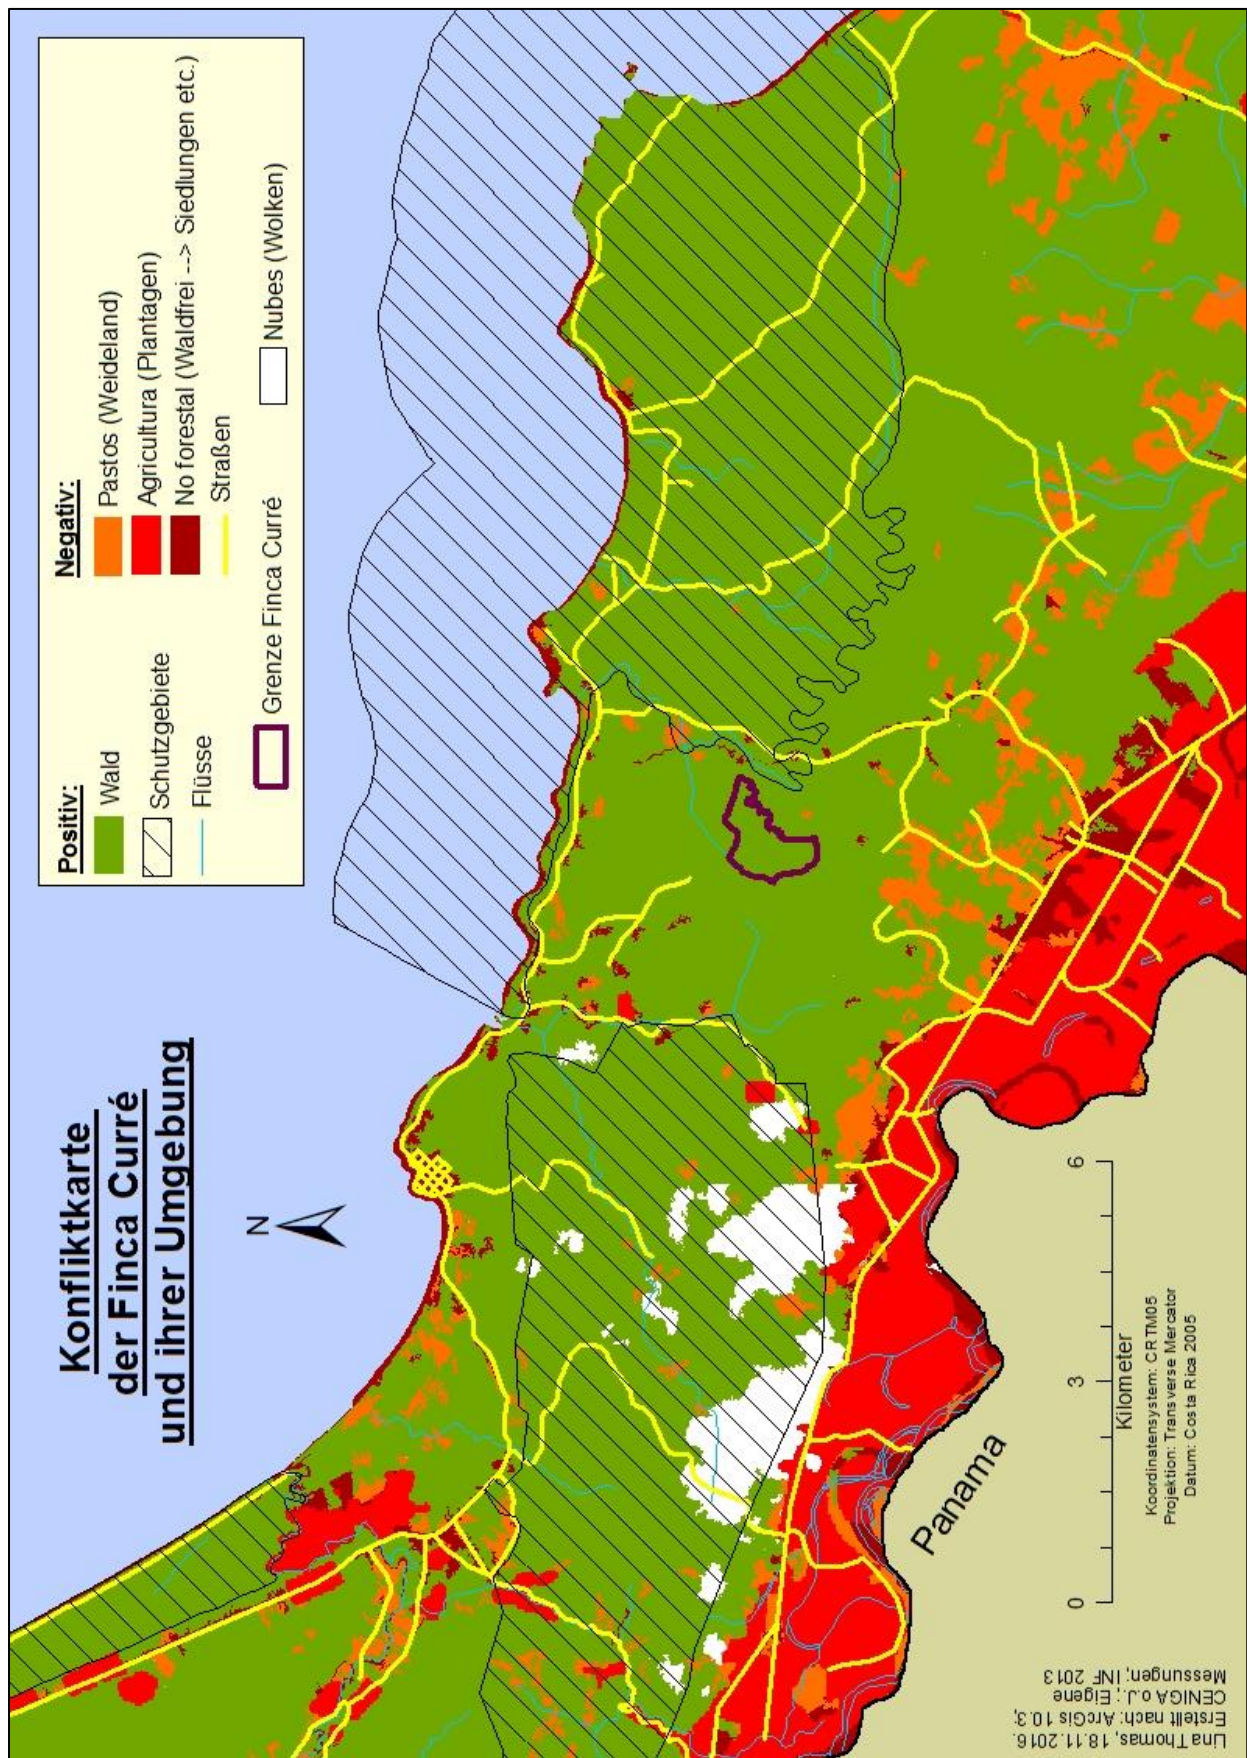 Konfliktkarte
der Finca Curré
und ihrer Umgebung
N
Positiv:
Wald
Schutzgebiete
Flüsse
Grenze Finca Curré
Negativ:
Pastos (Weideland)
Agricultura (Plantagen)
No forestal (Waldfrei --> Siedlungen etc.)
Straßen
Nubes (Wolken)
Panama
0 3 6
Kilometer
Koordinatensystem: CRTM05
Projektion: Transverse Mercator
Datum: Costa Rica 2005
Lina Thomas, 18.11.2016.
Erstellt nach: ArcGis 10.3;
CENIGA o.J.; Eigene
Messungen; INF 2013